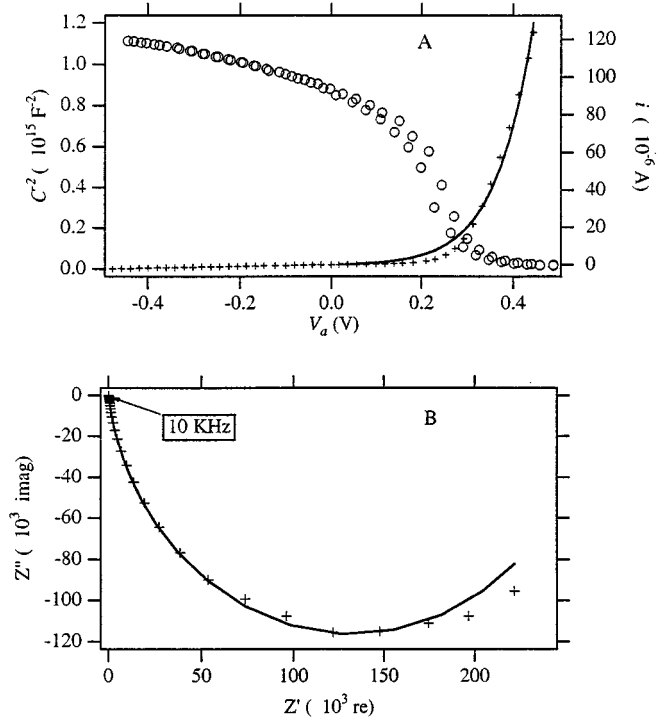 A
1.2
1.0
0.8
0.6
0.4
0.2
0.0
C⁻² ( 10¹⁵ F⁻²)
120
100
80
60
40
20
0
i ( 10⁻⁶ A)
-0.4 -0.2 0.0 0.2 0.4
Vₐ (V)
B
10 KHz
0
-20
-40
-60
-80
-100
-120
Z'' ( 10³ imag)
0 50 100 150 200
Z' ( 10³ re)